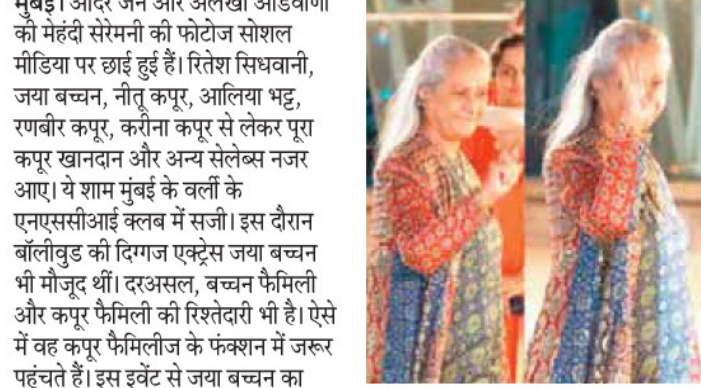 मुंबई। आदर जैन और अलेखा आडवाणी
की मेहंदी सेरेमनी की फोटोज सोशल
मीडिया पर छाई हुई हैं। रितेश सिधवानी,
जया बच्चन, नीतू कपूर, आलिया भट्ट,
रणबीर कपूर, करीना कपूर से लेकर पूरा
कपूर खानदान और अन्य सेलेब्स नजर
आए। ये शाम मुंबई के वर्ली के
एनएससीआई क्लब में सजी। इस दौरान
बॉलीवुड की दिग्गज एक्ट्रेस जया बच्चन
भी मौजूद थीं। दरअसल, बच्चन फैमिली
और कपूर फैमिली की रिश्तेदारी भी है। ऐसे
में वह कपूर फैमिलीज के फंक्शन में जरूर
पहुंचते हैं। इस इवेंट से जया बच्चन का